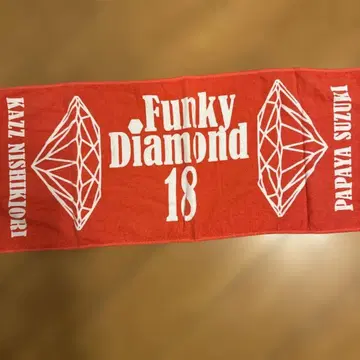 KAZZ NISHIKIORI
Funky
Diamond
18
PAPAYA SUZUKI